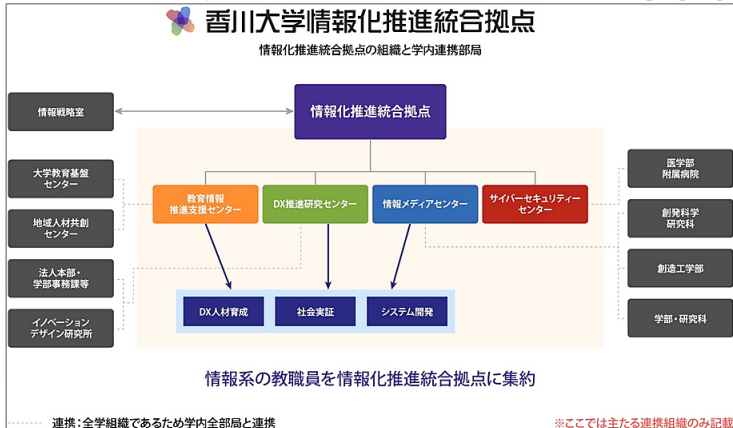 香川大学情報化推進統合拠点
情報化推進統合拠点の組織と学内連携部局
情報戦略室
情報化推進統合拠点
大学教育基盤
センター
地域人材共創
センター
法人本部・
学部事務課等
イノベーション
デザイン研究所
教育情報
推進支援センター
DX推進研究センター
情報メディアセンター
サイバーセキュリティー
センター
医学部
附属病院
創発科学
研究科
創造工学部
学部・研究科
DX人材育成
社会実証
システム開発
情報系の教職員を情報化推進統合拠点に集約
連携：全学組織であるため学内全部局と連携
※ここでは主たる連携組織のみ記載